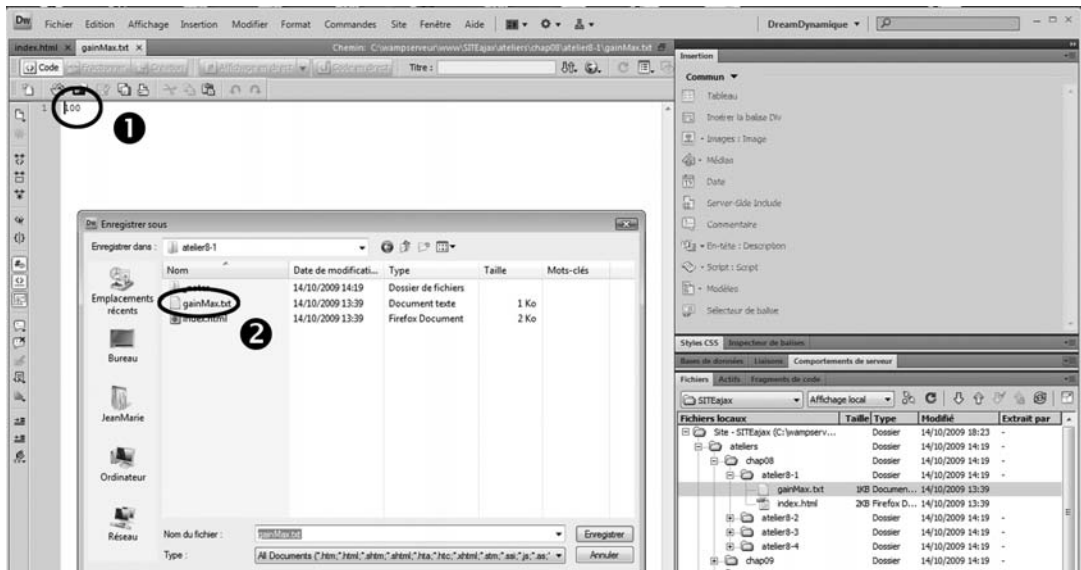 Dw Fichier Edition Affichage Insertion Modifier Format Commandes Site Fenêtre Aide DreamDynamique
index.html × gainMax.txt × Chemin: C:\wampserveur\www\SITEajax\ateliers\chap08\atelier8-1\gainMax.txt
Code Titre :
1 100
1
Insertion
Commun
Tableau
Insérer la balise Div
Images : Image
Médias
Date
Server-Side Include
Commentaire
En-tête : Description
Script : Script
Modèles
Sélecteur de balise
Dw Enregistrer sous
Enregistrer dans : atelier8-1
Nom Date de modificati... Type Taille Mots-clés
14/10/2009 14:19 Dossier de fichiers
gainMax.txt 14/10/2009 13:39 Document texte 1 Ko
index.html 14/10/2009 13:39 Firefox Document 2 Ko
2
Emplacements récents
Bureau
JeanMarie
Ordinateur
Réseau
Nom du fichier : gainMax.txt Enregistrer
Type : Annuler
Styles CSS Inspecteur de balises
Bases de données Liaisons Comportements de serveur
Fichiers Actifs Fragments de code
SITEajax Affichage local
Fichiers locaux Taille Type Modifié Extrait par
Site - SITEajax (C:\wampserv... Dossier 14/10/2009 18:23 -
ateliers Dossier 14/10/2009 14:19 -
chap08 Dossier 14/10/2009 14:19 -
atelier8-1 Dossier 14/10/2009 14:19 -
gainMax.txt 1KB Documen... 14/10/2009 13:39
index.html 2KB Firefox D... 14/10/2009 13:39
atelier8-2 Dossier 14/10/2009 14:19 -
atelier8-3 Dossier 14/10/2009 14:19 -
atelier8-4 Dossier 14/10/2009 14:19 -
chap09 Dossier 14/10/2009 14:19 -